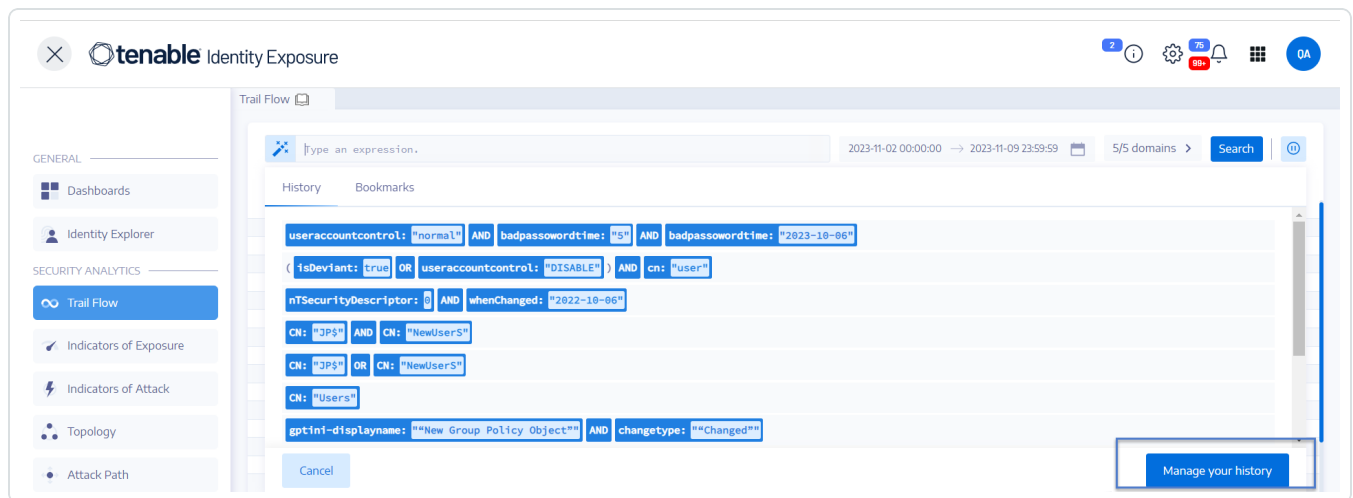 tenable Identity Exposure
2
75
99+
QA
Trail Flow
GENERAL
Dashboards
Identity Explorer
SECURITY ANALYTICS
Trail Flow
Indicators of Exposure
Indicators of Attack
Topology
Attack Path
Type an expression.
2023-11-02 00:00:00 → 2023-11-09 23:59:59
5/5 domains >
Search
History Bookmarks
useraccountcontrol: "normal" AND badpassowordtime: "5" AND badpassowordtime: "2023-10-06"
( isDeviant: true OR useraccountcontrol: "DISABLE" ) AND cn: "user"
nTSecurityDescriptor: 0 AND whenChanged: "2022-10-06"
CN: "JP$" AND CN: "NewUserS"
CN: "JP$" OR CN: "NewUserS"
CN: "Users"
gptini-displayname: ""New Group Policy Object"" AND changetype: ""Changed""
Cancel
Manage your history